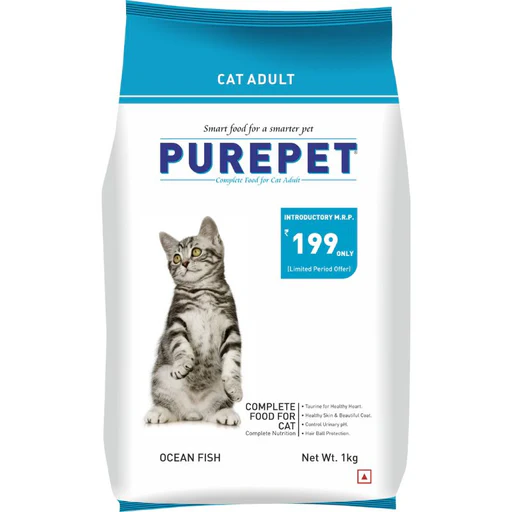 CAT ADULT
Smart food for a smarter pet
PUREPET
Complete Food for Cat Adult
INTRODUCTORY M.R.P.
₹ 199 ONLY
(Limited Period Offer)
COMPLETE
FOOD FOR
CAT
Complete Nutrition
• Taurine for Healthy Heart.
• Healthy Skin & Beautiful Coat.
• Control Urinary pH.
• Hair Ball Protection.
OCEAN FISH
Net Wt. 1kg